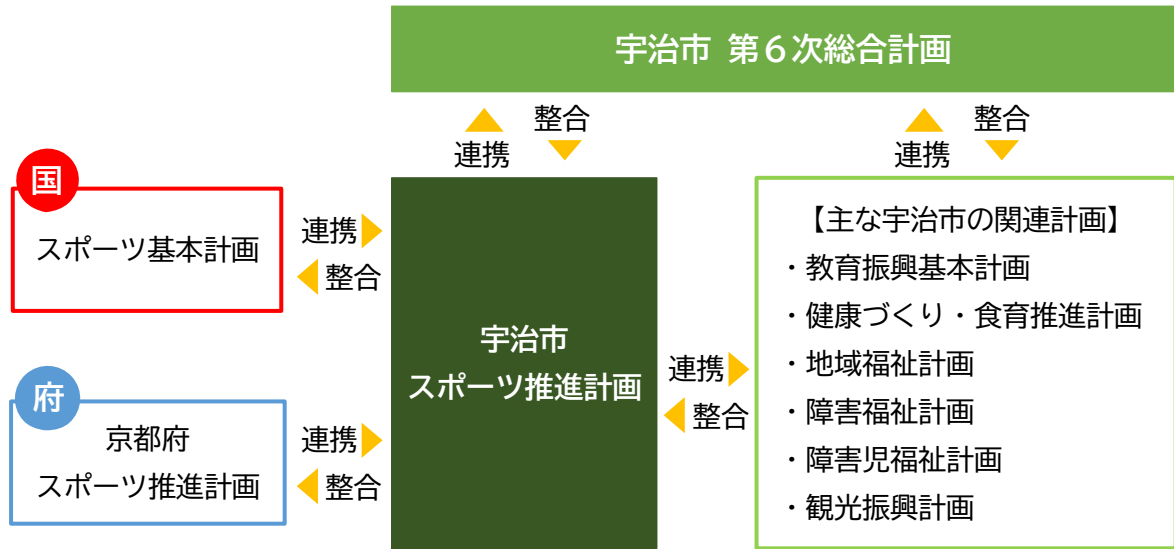 宇治市 第６次総合計画
整合
連携
整合
連携
国
スポーツ基本計画
連携
整合
府
京都府
スポーツ推進計画
連携
整合
宇治市
スポーツ推進計画
連携
整合
【主な宇治市の関連計画】
・教育振興基本計画
・健康づくり・食育推進計画
・地域福祉計画
・障害福祉計画
・障害児福祉計画
・観光振興計画